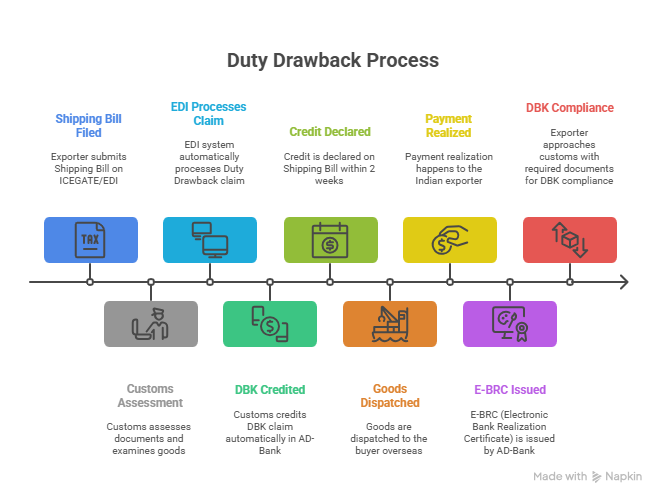 Duty Drawback Process
Shipping Bill
Filed
Exporter submits
Shipping Bill on
ICEGATE/EDI
EDI Processes
Claim
EDI system
automatically
processes Duty
Drawback claim
Credit Declared
Credit is declared on
Shipping Bill within 2
weeks
Payment
Realized
Payment realization
happens to the
Indian exporter
DBK Compliance
Exporter
approaches
customs with
required documents
for DBK compliance
TAX
$
$
$
Customs
Assessment
Customs assesses
documents and
examines goods
DBK Credited
Customs credits
DBK claim
automatically in AD-
Bank
Goods
Dispatched
Goods are
dispatched to the
buyer overseas
E-BRC Issued
E-BRC (Electronic
Bank Realization
Certificate) is issued
by AD-Bank
Made with Napkin